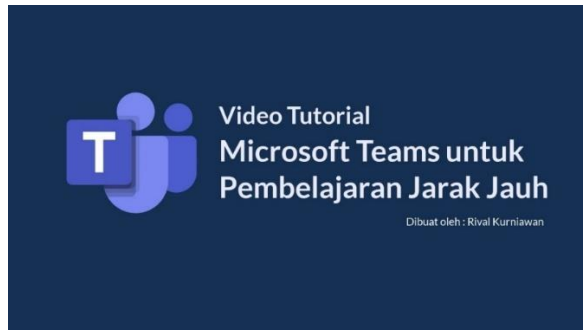 T
Video Tutorial
Microsoft Teams untuk
Pembelajaran Jarak Jauh
Dibuat oleh : Rival Kurniawan